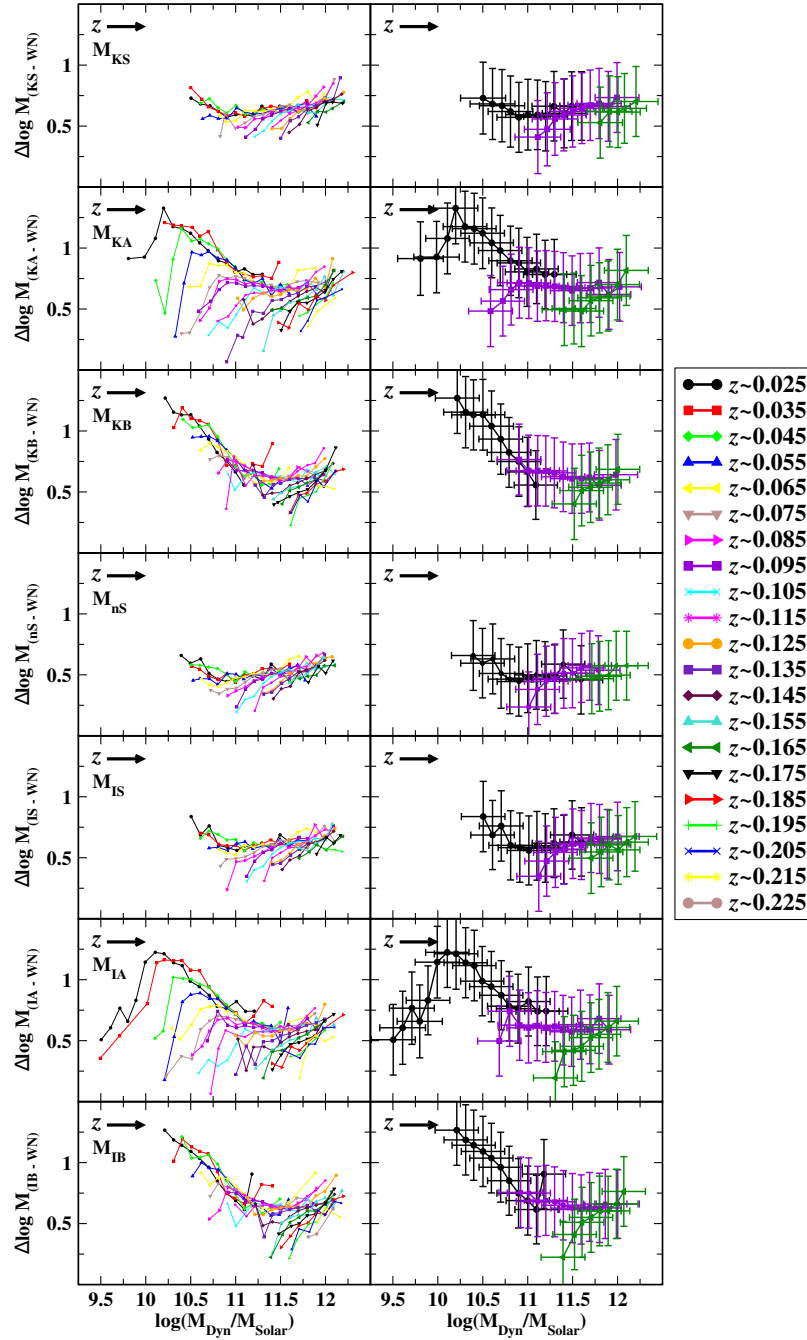 z
M_KS
z
Δlog M_(KS - WN)
1
0.5
z
M_KA
z
Δlog M_(KA - WN)
1
0.5
z
M_KB
z
Δlog M_(KB - WN)
1
0.5
z
M_nS
z
Δlog M_(nS - WN)
1
0.5
z
M_IS
z
Δlog M_(IS - WN)
1
0.5
z
M_IA
z
Δlog M_(IA - WN)
1
0.5
z
M_IB
z
Δlog M_(IB - WN)
1
0.5
9.5 10 10.5 11 11.5 12
9.5 10 10.5 11 11.5 12
log(M_Dyn/M_Solar)
log(M_Dyn/M_Solar)
z~0.025
z~0.035
z~0.045
z~0.055
z~0.065
z~0.075
z~0.085
z~0.095
z~0.105
z~0.115
z~0.125
z~0.135
z~0.145
z~0.155
z~0.165
z~0.175
z~0.185
z~0.195
z~0.205
z~0.215
z~0.225